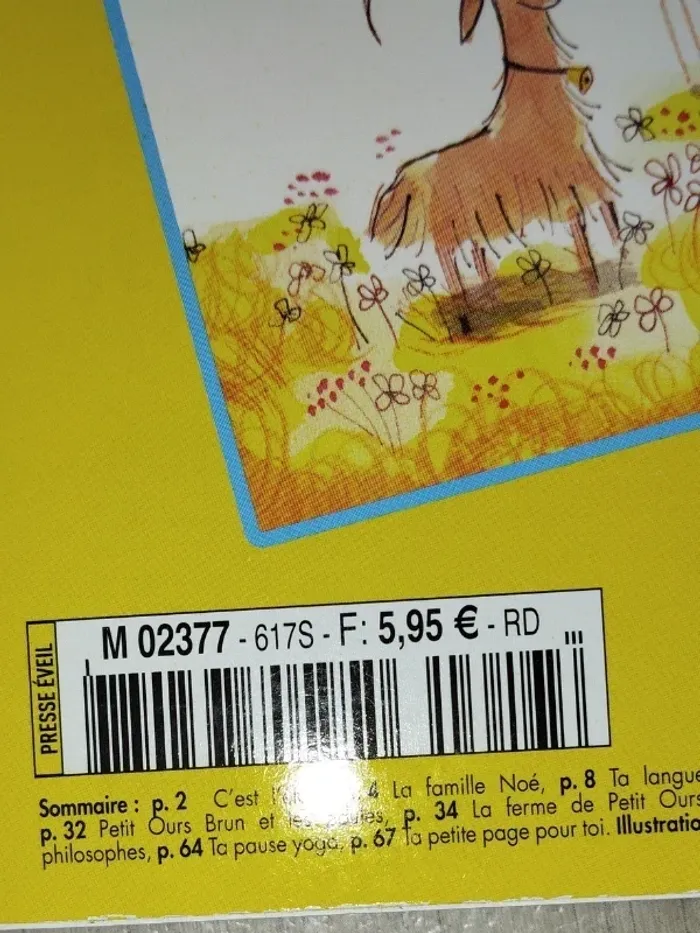 PRESSE ÉVEIL
M 02377 - 617S - F: 5,95 € - RD
Sommaire : p. 2 C'est 4 La famille Noé, p. 8 Ta langue
p. 32 Petit Ours Brun et les p. 34 La ferme de Petit Ours
philosophes, p. 64 Ta pause yoga, p. 67 Ta petite page pour toi. Illustratio